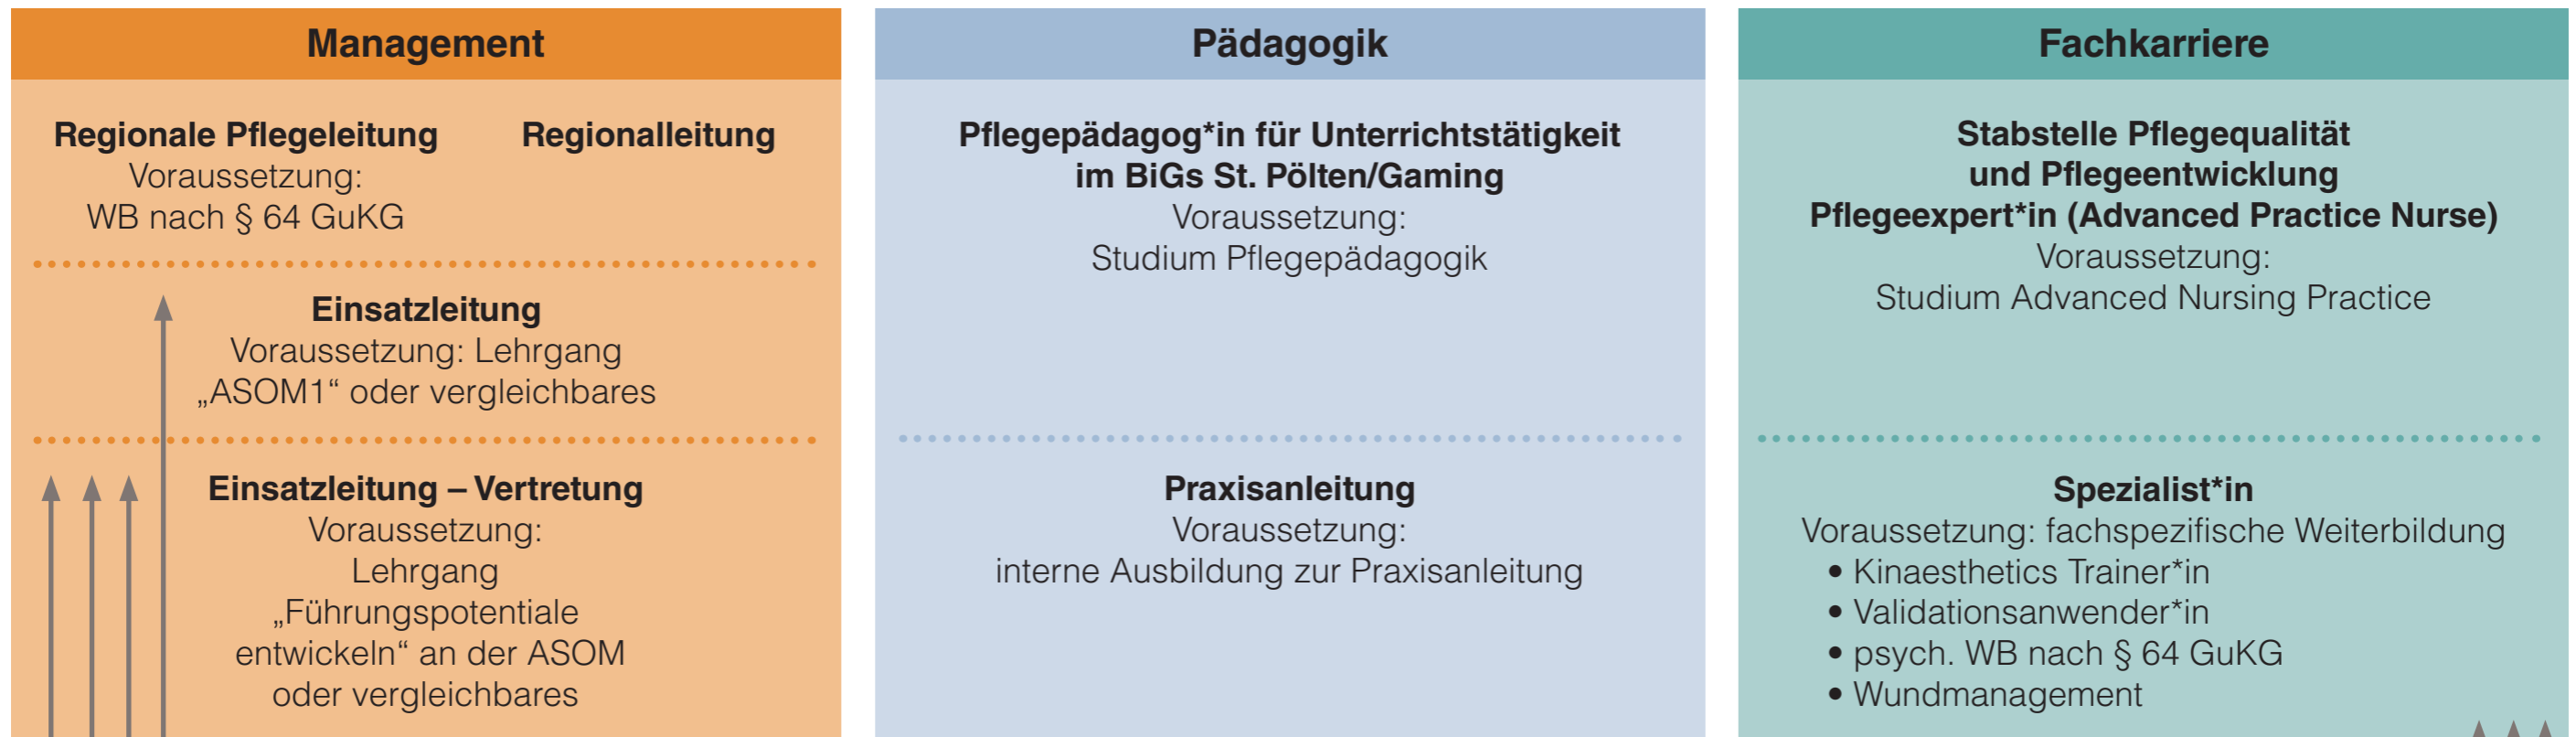 Management
Regionale Pflegeleitung
Voraussetzung:
WB nach § 64 GuKG
Regionalleitung
Einsatzleitung
Voraussetzung: Lehrgang
„ASOM1“ oder vergleichbares
Einsatzleitung – Vertretung
Voraussetzung:
Lehrgang
„Führungspotentiale
entwickeln“ an der ASOM
oder vergleichbares
Pädagogik
Pflegepädagog*in für Unterrichtstätigkeit
im BiGs St. Pölten/Gaming
Voraussetzung:
Studium Pflegepädagogik
Praxisanleitung
Voraussetzung:
interne Ausbildung zur Praxisanleitung
Fachkarriere
Stabstelle Pflegequalität
und Pflegeentwicklung
Pflegeexpert*in (Advanced Practice Nurse)
Voraussetzung:
Studium Advanced Nursing Practice
Spezialist*in
Voraussetzung: fachspezifische Weiterbildung
• Kinaesthetics Trainer*in
• Validationsanwender*in
• psych. WB nach § 64 GuKG
• Wundmanagement